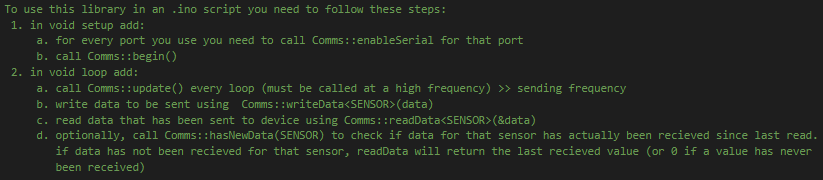 To use this library in an .ino script you need to follow these steps:
1. in void setup add:
a. for every port you use you need to call Comms::enableSerial for that port
b. call Comms::begin()
2. in void loop add:
a. call Comms::update() every loop (must be called at a high frequency) >> sending frequency
b. write data to be sent using  Comms::writeData<SENSOR>(data)
c. read data that has been sent to device using Comms::readData<SENSOR>(&data)
d. optionally, call Comms::hasNewData(SENSOR) to check if data for that sensor has actually been recieved since last read.
if data has not been recieved for that sensor, readData will return the last recieved value (or 0 if a value has never
been received)